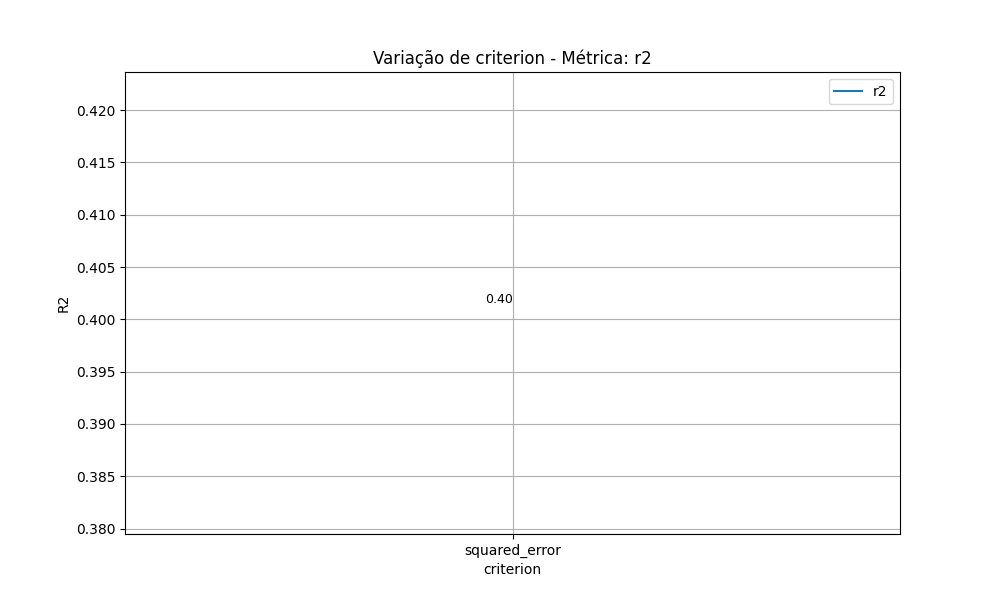 Variação de criterion - Métrica: r2
r2
0.420
0.415
0.410
0.405
0.40
0.400
0.395
0.390
0.385
0.380
R2
squared_error
criterion